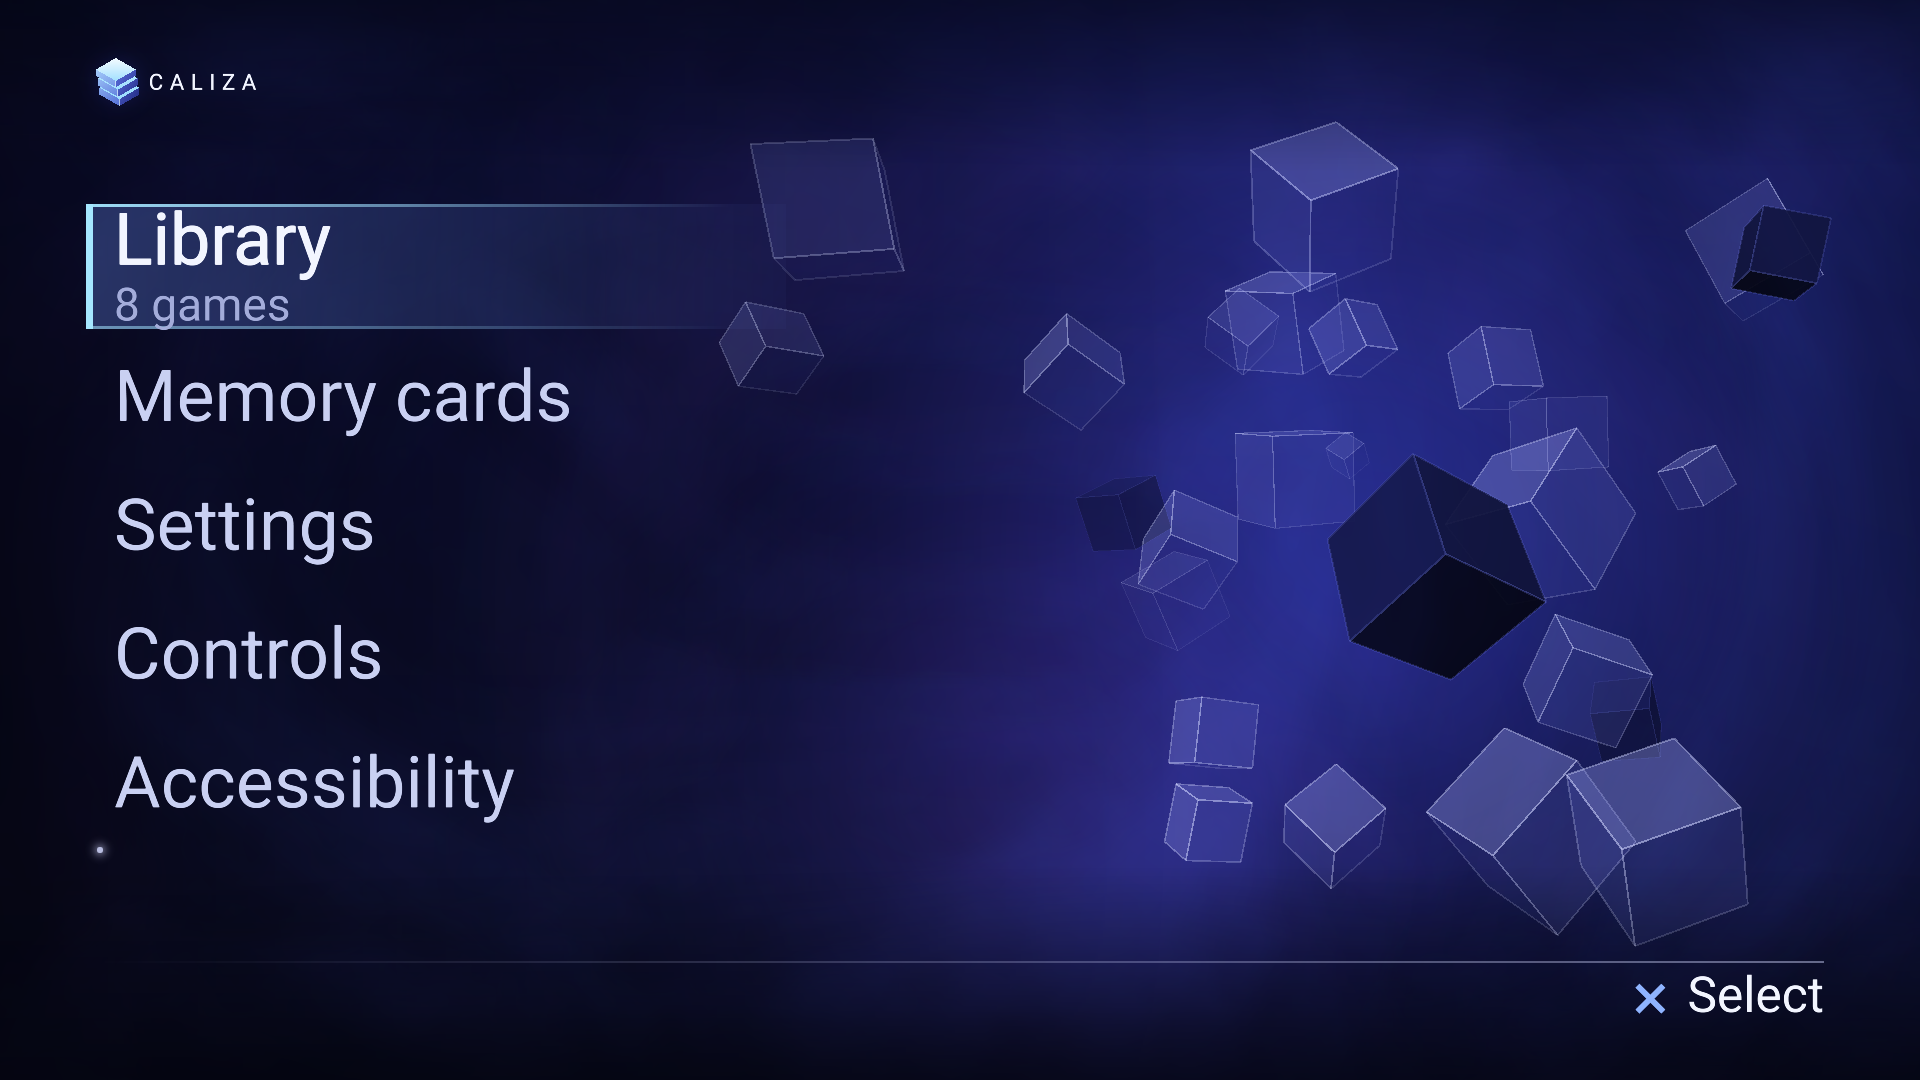 CALIZA
Library
8 games
Memory cards
Settings
Controls
Accessibility
Select